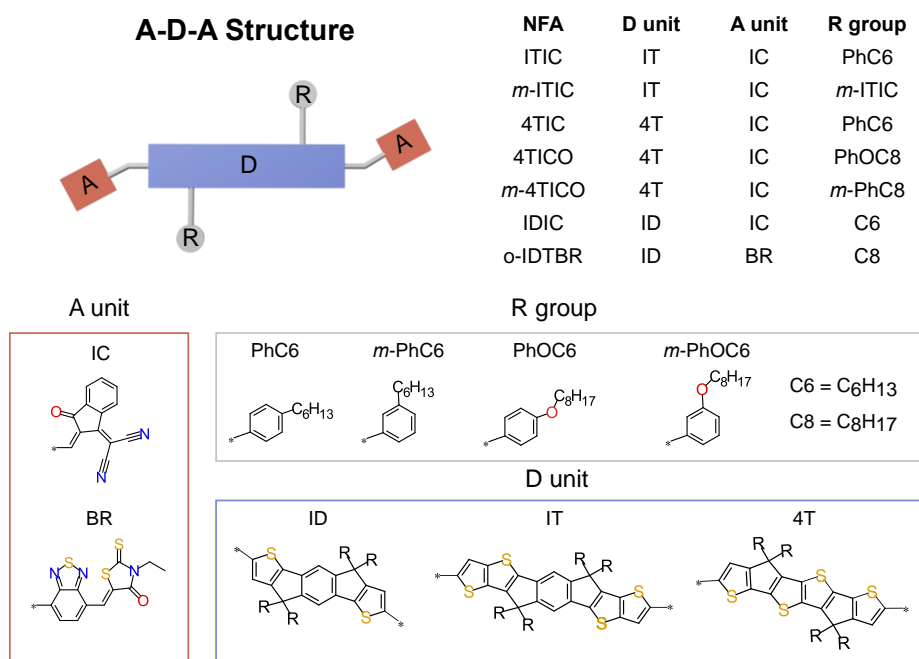 A-D-A Structure
R
A
D
A
R
NFA D unit A unit R group
ITIC IT IC PhC6
m-ITIC IT IC m-ITIC
4TIC 4T IC PhC6
4TICO 4T IC PhOC8
m-4TICO 4T IC m-PhC8
IDIC ID IC C6
o-IDTBR ID BR C8
A unit
IC
O
N
*
N
BR
S
S
N
N
S
N
O
*
R group
PhC6 m-PhC6 PhOC6 m-PhOC6
C6H13
*
C6H13
*
C8H17
O
*
C8H17
O
*
C6 = C6H13
C8 = C8H17
D unit
ID IT 4T
*
S
R
R
R
R
S
*
S
*
S
R
R
R
R
S
S
*
R
R
*
S
S
S
S
*
R
R